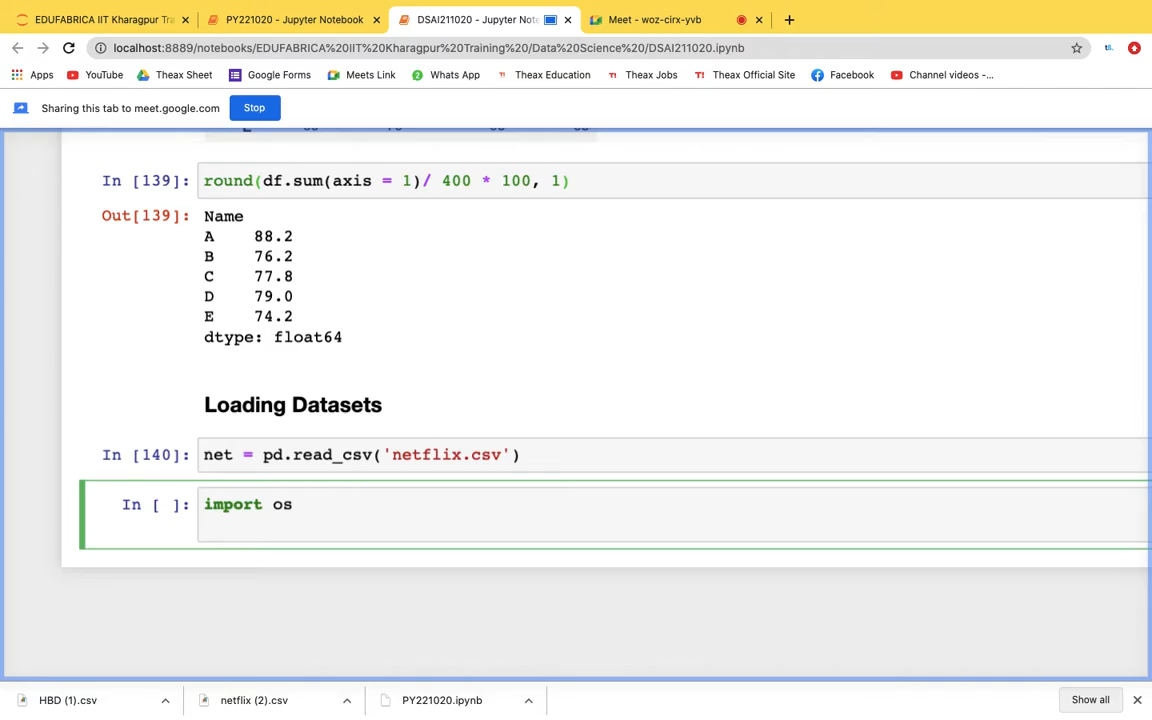 EDUFABRICA IIT Kharagpur Tra
PY221020 - Jupyter Notebook
DSAI211020 - Jupyter Note
Meet - woz-cirx-yvb
localhost:8889/notebooks/EDUFABRICA%20IIT%20Kharagpur%20Training%20/Data%20Science%20/DSAI211020.ipynb
Apps YouTube Theax Sheet Google Forms Meets Link Whats App Theax Education Theax Jobs Theax Official Site Facebook Channel videos -...
Sharing this tab to meet.google.com Stop
In [139]: round(df.sum(axis = 1)/ 400 * 100, 1)
Out[139]: Name
A 88.2
B 76.2
C 77.8
D 79.0
E 74.2
dtype: float64
Loading Datasets
In [140]: net = pd.read_csv('netflix.csv')
In [ ]: import os
HBD (1).csv netflix (2).csv PY221020.ipynb Show all